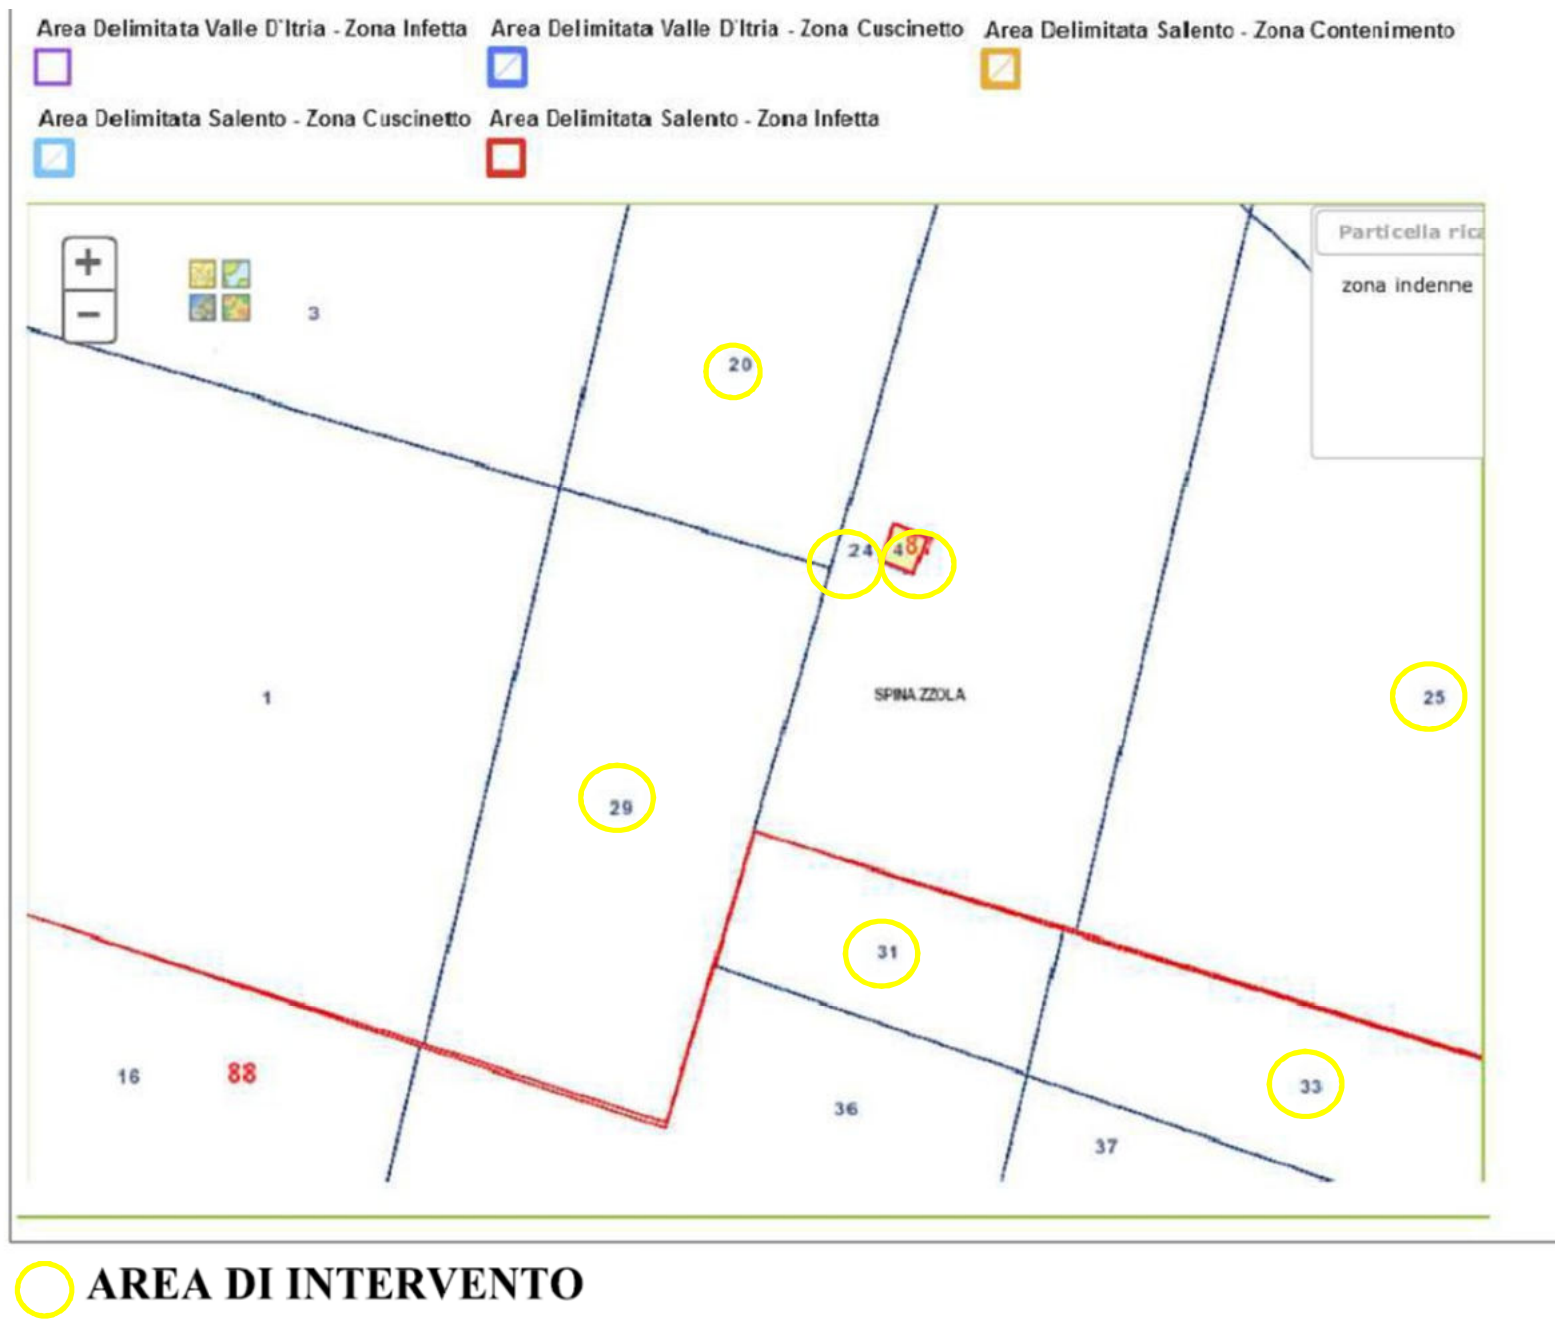 Area Delimitata Valle D'Itria - Zona Infetta
Area Delimitata Valle D'Itria - Zona Cuscinetto
Area Delimitata Salento - Zona Contenimento
Area Delimitata Salento - Zona Cuscinetto
Area Delimitata Salento - Zona Infetta
+
−
Particella rica
zona indenne
3
20
24
48
SPINAZZOLA
1
25
29
31
33
16
88
36
37
AREA DI INTERVENTO